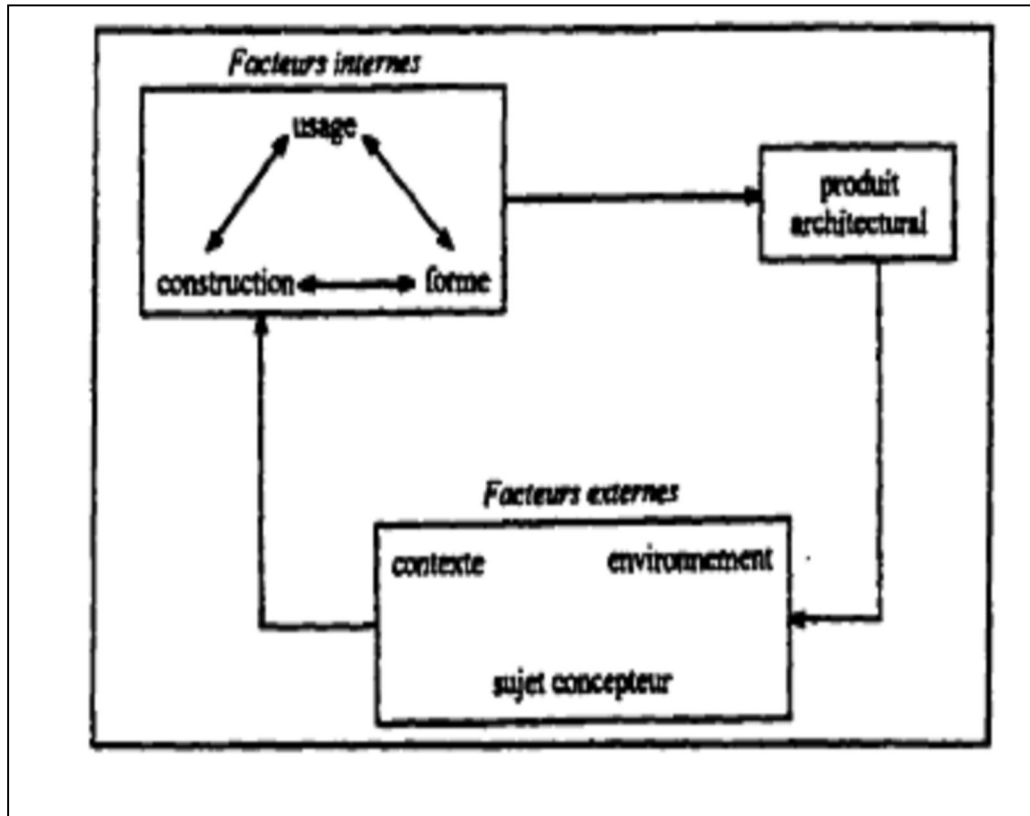 Facteurs internes
usage
construction
forme
produit
architectural
Facteurs externes
contexte
environnement
sujet concepteur